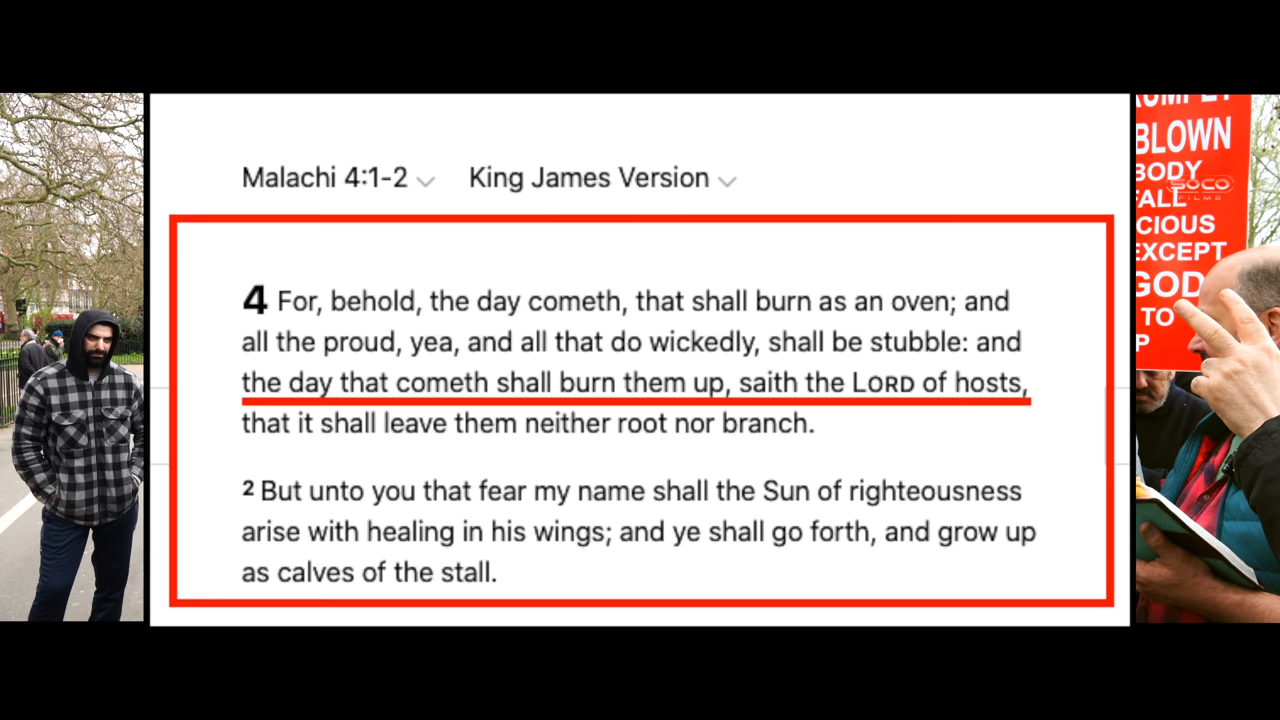 Malachi 4:1-2 King James Version
4 For, behold, the day cometh, that shall burn as an oven; and
all the proud, yea, and all that do wickedly, shall be stubble: and
the day that cometh shall burn them up, saith the LORD of hosts,
that it shall leave them neither root nor branch.
2 But unto you that fear my name shall the Sun of righteousness
arise with healing in his wings; and ye shall go forth, and grow up
as calves of the stall.
BLOWN
BODY
SOCO
FILMS
FALL
CIOUS
EXCEPT
GOD
TO
P